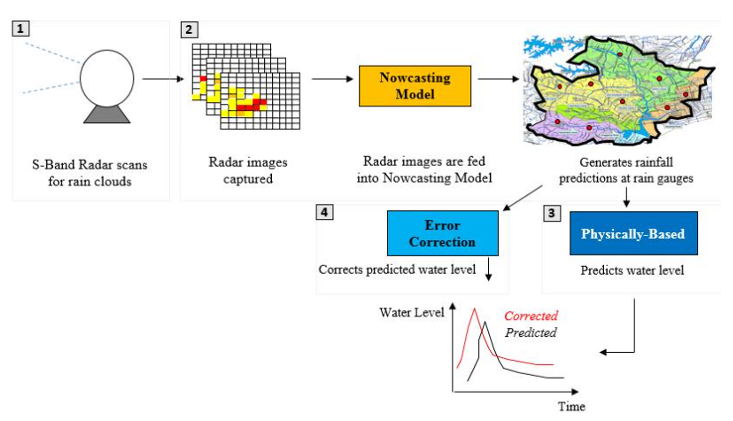 1
S-Band Radar scans
for rain clouds
2
Radar images
captured
Nowcasting
Model
Radar images are fed
into Nowcasting Model
Generates rainfall
predictions at rain gauges
4
Error
Correction
Corrects predicted water level
3
Physically-Based
Predicts water level
Water Level
Corrected
Predicted
Time